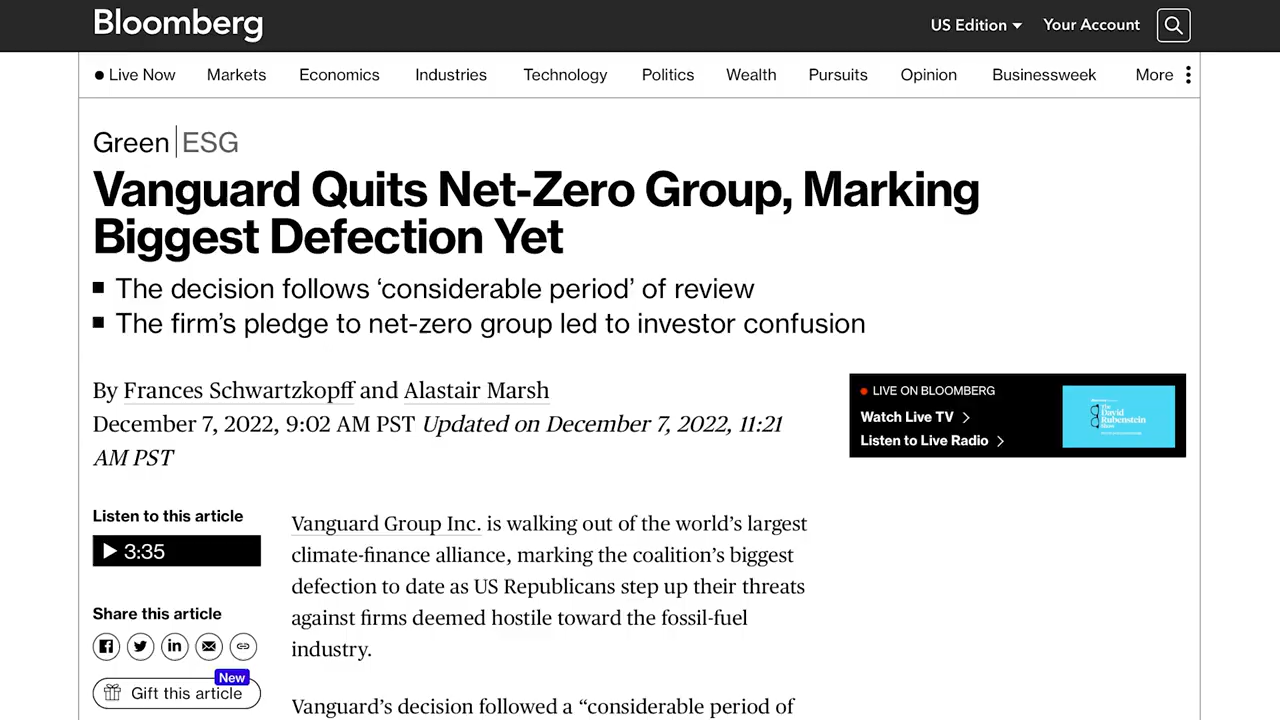 Bloomberg
US Edition
Your Account
Live Now
Markets
Economics
Industries
Technology
Politics
Wealth
Pursuits
Opinion
Businessweek
More
Green ESG
Vanguard Quits Net-Zero Group, Marking
Biggest Defection Yet
The decision follows ‘considerable period’ of review
The firm’s pledge to net-zero group led to investor confusion
By Frances Schwartzkopff and Alastair Marsh
December 7, 2022, 9:02 AM PST Updated on December 7, 2022, 11:21
AM PST
LIVE ON BLOOMBERG
Watch Live TV
Listen to Live Radio
The
David
Rubenstein
Show
Listen to this article
3:35
Share this article
New
Gift this article
Vanguard Group Inc. is walking out of the world’s largest
climate-finance alliance, marking the coalition’s biggest
defection to date as US Republicans step up their threats
against firms deemed hostile toward the fossil-fuel
industry.
Vanguard’s decision followed a “considerable period of